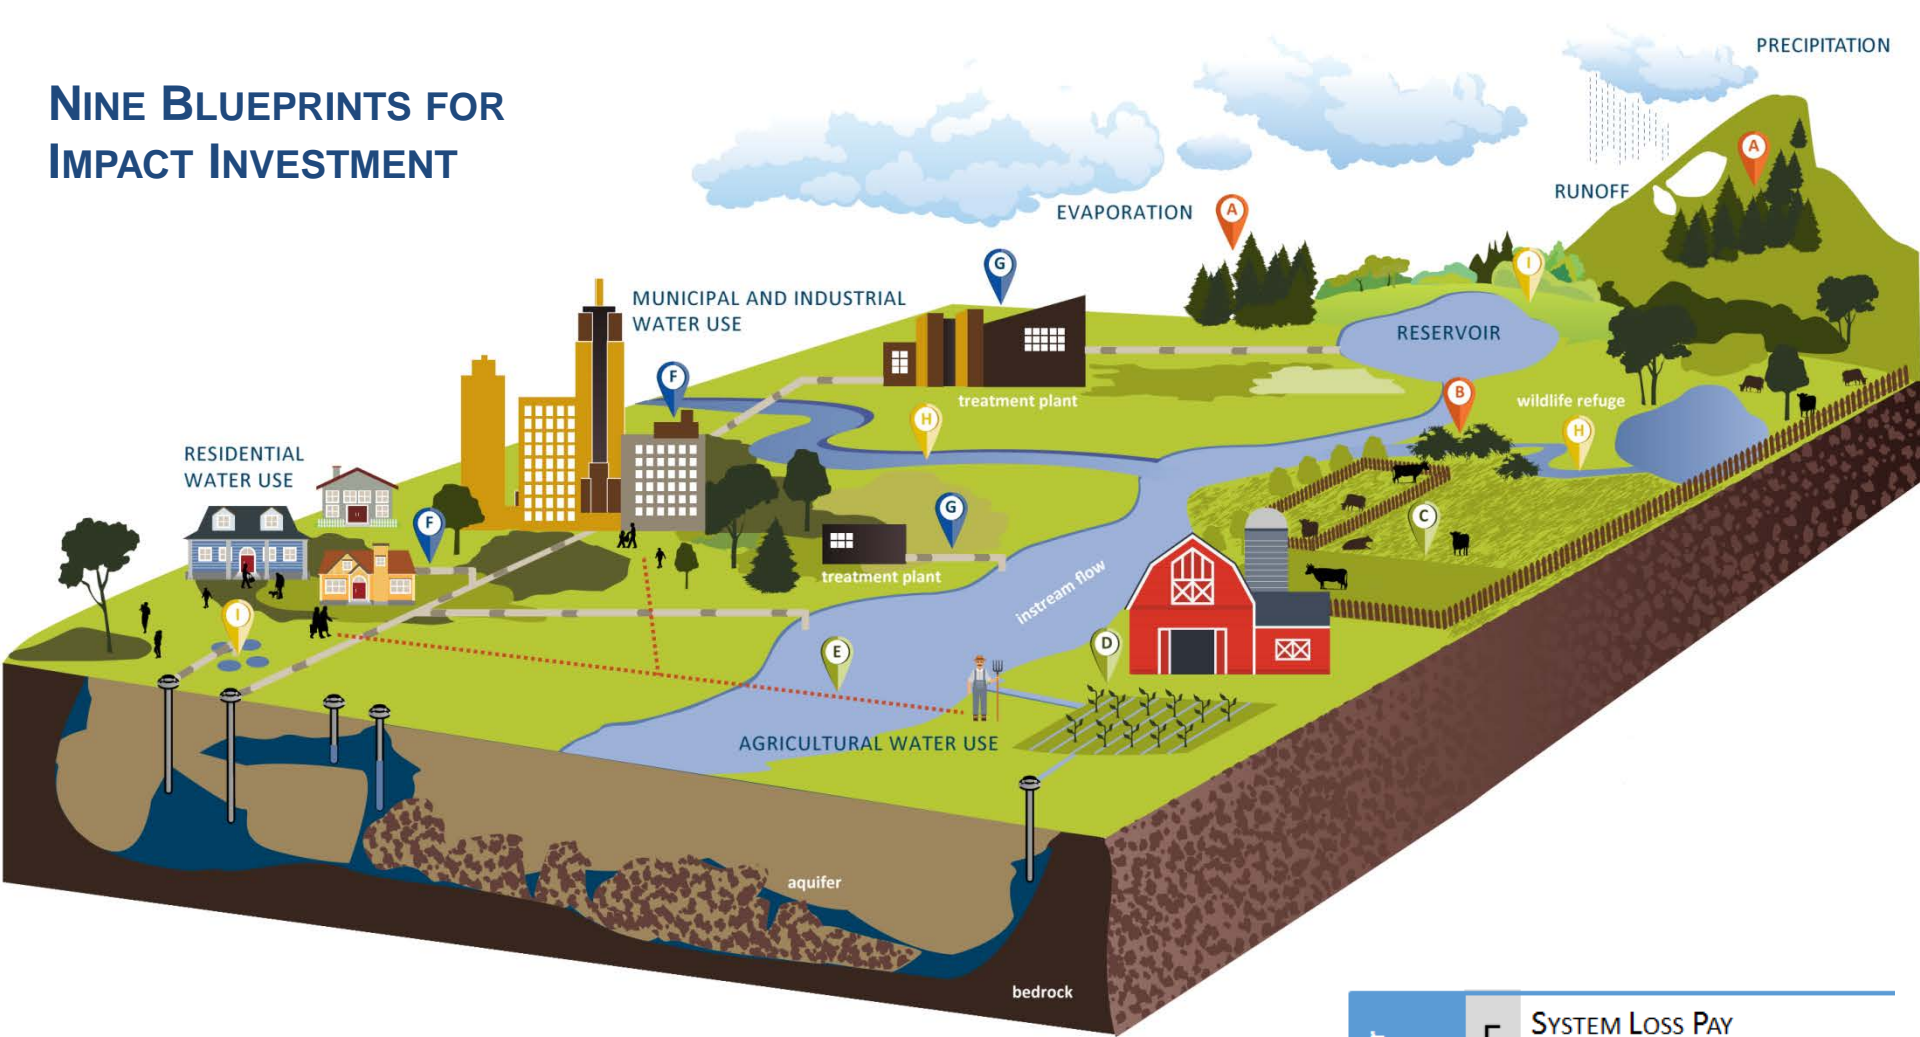 NINE BLUEPRINTS FOR
IMPACT INVESTMENT
PRECIPITATION
A
RUNOFF
EVAPORATION
A
G
I
MUNICIPAL AND INDUSTRIAL
WATER USE
RESERVOIR
F
treatment plant
B
wildlife refuge
H
H
RESIDENTIAL
WATER USE
F
G
C
treatment plant
instream flow
I
E
D
AGRICULTURAL WATER USE
aquifer
bedrock
SYSTEM LOSS PAY